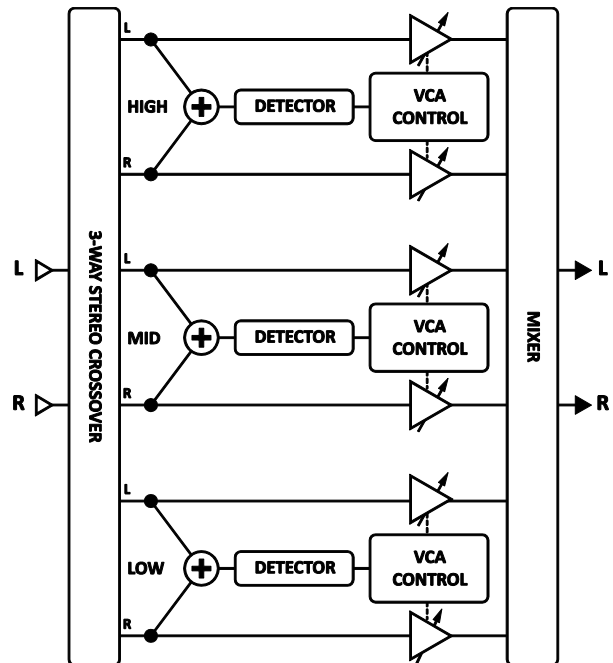 L
HIGH
DETECTOR
VCA
CONTROL
R
3-WAY STEREO CROSSOVER
L
L
MID
DETECTOR
VCA
CONTROL
R
R
L
LOW
DETECTOR
VCA
CONTROL
R
MIXER
L
R